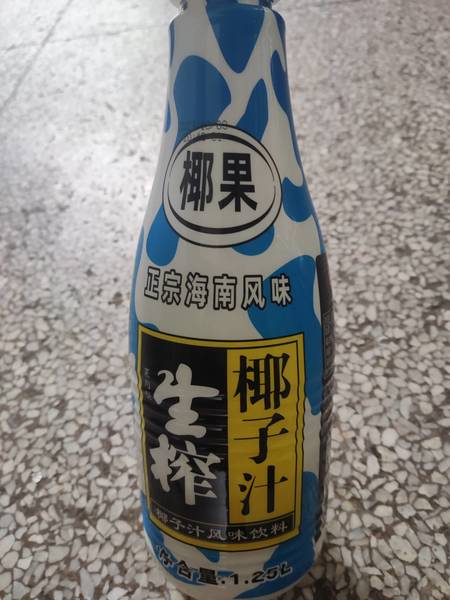 椰果
正宗海南风味
生榨
椰子汁
椰子汁风味饮料
净含量:1.25L